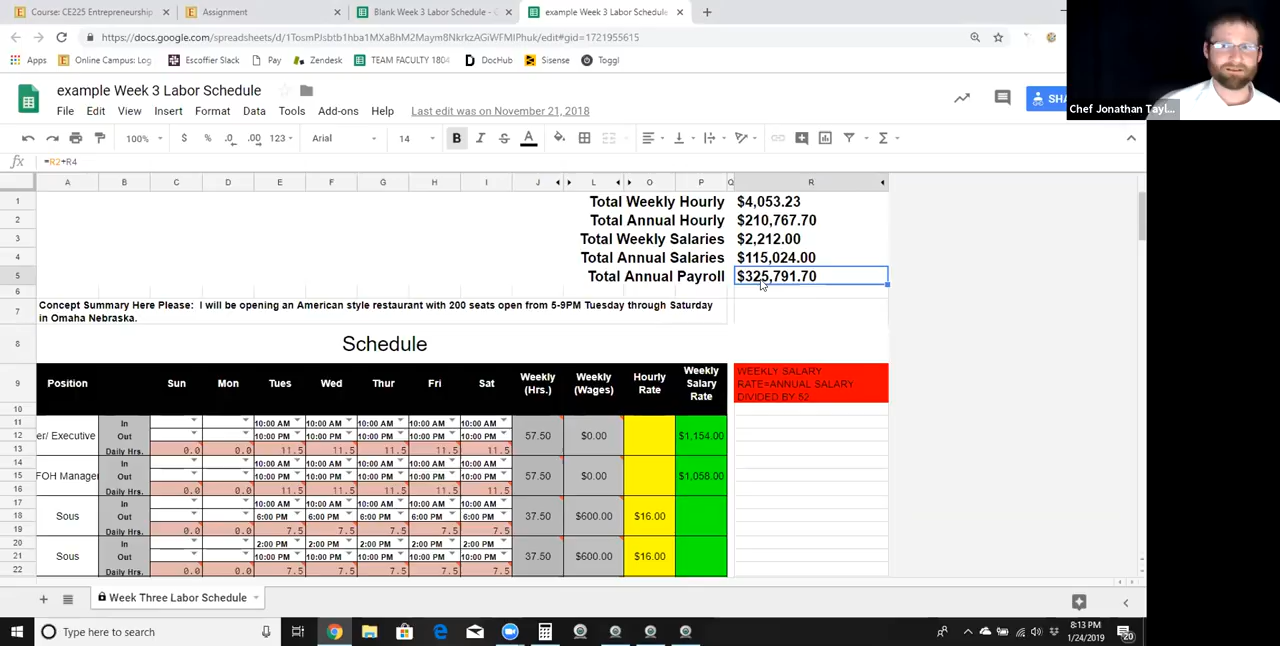 Course: CE225 Entrepreneurship
Assignment
Blank Week 3 Labor Schedule -
example Week 3 Labor Schedule
https://docs.google.com/spreadsheets/d/1TosmPJsbtb1hba1MXaBhM2Maym8NkrkzAGiWFMIPhuk/edit#gid=1721955615
Apps Online Campus: Log Escoffier Slack Pay Zendesk TEAM FACULTY 1804 DocHub Sisense Toggl
example Week 3 Labor Schedule
File Edit View Insert Format Data Tools Add-ons Help Last edit was on November 21, 2018
SHA
Chef Jonathan Tayl...
100% $ % .0 .00 123 Arial 14 B I S A
fx =R2+R4
A B C D E F G H I J L O P Q R
1 Total Weekly Hourly $4,053.23
2 Total Annual Hourly $210,767.70
3 Total Weekly Salaries $2,212.00
4 Total Annual Salaries $115,024.00
5 Total Annual Payroll $325,791.70
6
7 Concept Summary Here Please: I will be opening an American style restaurant with 200 seats open from 5-9PM Tuesday through Saturday
in Omaha Nebraska.
8 Schedule
9 Position Sun Mon Tues Wed Thur Fri Sat Weekly (Hrs.) Weekly (Wages) Hourly Rate Weekly Salary Rate
WEEKLY SALARY
RATE=ANNUAL SALARY
DIVIDED BY 52
10
11 In 10:00 AM 10:00 AM 10:00 AM 10:00 AM 10:00 AM
12 er/ Executive Out 10:00 PM 10:00 PM 10:00 PM 10:00 PM 10:00 PM 57.50 $0.00 $1,154.00
13 Daily Hrs. 0.0 0.0 11.5 11.5 11.5 11.5 11.5
14 In 10:00 AM 10:00 AM 10:00 AM 10:00 AM 10:00 AM
15 FOH Manager Out 10:00 PM 10:00 PM 10:00 PM 10:00 PM 10:00 PM 57.50 $0.00 $1,058.00
16 Daily Hrs. 0.0 0.0 11.5 11.5 11.5 11.5 11.5
17 In 10:00 AM 10:00 AM 10:00 AM 10:00 AM 10:00 AM
18 Sous Out 6:00 PM 6:00 PM 6:00 PM 6:00 PM 6:00 PM 37.50 $600.00 $16.00
19 Daily Hrs. 0.0 0.0 7.5 7.5 7.5 7.5 7.5
20 In 2:00 PM 2:00 PM 2:00 PM 2:00 PM 2:00 PM
21 Sous Out 10:00 PM 10:00 PM 10:00 PM 10:00 PM 10:00 PM 37.50 $600.00 $16.00
22 Daily Hrs. 0.0 0.0 7.5 7.5 7.5 7.5 7.5
Week Three Labor Schedule
Type here to search
8:13 PM
1/24/2019
20